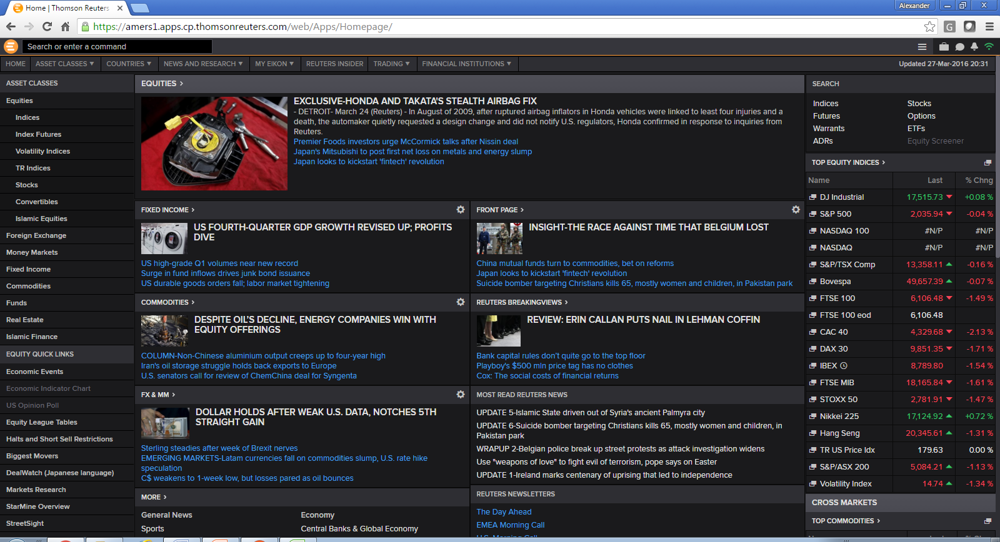 Home | Thomson Reuters
Alexander
https://amers1.apps.cp.thomsonreuters.com/web/Apps/Homepage/
G
Search or enter a command
HOME
ASSET CLASSES
COUNTRIES
NEWS AND RESEARCH
MY EIKON
REUTERS INSIDER
TRADING
FINANCIAL INSTITUTIONS
Updated 27-Mar-2016 20:31
ASSET CLASSES
Equities
Indices
Index Futures
Volatility Indices
TR Indices
Stocks
Convertibles
Islamic Equities
Foreign Exchange
Money Markets
Fixed Income
Commodities
Funds
Real Estate
Islamic Finance
EQUITY QUICK LINKS
Economic Events
Economic Indicator Chart
US Opinion Poll
Equity League Tables
Halts and Short Sell Restrictions
Biggest Movers
DealWatch (Japanese language)
Markets Research
StarMine Overview
StreetSight
EQUITIES >
EXCLUSIVE-HONDA AND TAKATA'S STEALTH AIRBAG FIX
- DETROIT- March 24 (Reuters) - In August of 2009, after ruptured airbag inflators in Honda vehicles were linked to least four injuries and a
death, the automaker quietly requested a design change and did not notify U.S. regulators, Honda confirmed in response to inquiries from
Reuters.
Premier Foods investors urge McCormick talks after Nissin deal
Japan's Mitsubishi to post first net loss on metals and energy slump
Japan looks to kickstart 'fintech' revolution
FIXED INCOME >
US FOURTH-QUARTER GDP GROWTH REVISED UP; PROFITS
DIVE
US high-grade Q1 volumes near new record
Surge in fund inflows drives junk bond issuance
US durable goods orders fall; labor market tightening
FRONT PAGE >
INSIGHT-THE RACE AGAINST TIME THAT BELGIUM LOST
China mutual funds turn to commodities, bet on reforms
Japan looks to kickstart 'fintech' revolution
Suicide bomber targeting Christians kills 65, mostly women and children, in Pakistan park
COMMODITIES >
DESPITE OIL'S DECLINE, ENERGY COMPANIES WIN WITH
EQUITY OFFERINGS
COLUMN-Non-Chinese aluminium output creeps up to four-year high
Iran's oil storage struggle holds back exports to Europe
U.S. senators call for review of ChemChina deal for Syngenta
REUTERS BREAKINGVIEWS >
REVIEW: ERIN CALLAN PUTS NAIL IN LEHMAN COFFIN
Bank capital rules don't quite go to the top floor
Playboy's $500 mln price tag has no clothes
Cox: The social costs of financial returns
FX & MM >
DOLLAR HOLDS AFTER WEAK U.S. DATA, NOTCHES 5TH
STRAIGHT GAIN
Sterling steadies after week of Brexit nerves
EMERGING MARKETS-Latam currencies fall on commodities slump, U.S. rate hike
speculation
C$ weakens to 1-week low, but losses pared as oil bounces
MOST READ REUTERS NEWS
UPDATE 5-Islamic State driven out of Syria's ancient Palmyra city
UPDATE 6-Suicide bomber targeting Christians kills 65, mostly women and children, in
Pakistan park
WRAPUP 2-Belgian police break up street protests as attack investigation widens
Use "weapons of love" to fight evil of terrorism, pope says on Easter
UPDATE 1-Ireland marks centenary of uprising that led to independence
MORE >
General News
Economy
Sports
Central Banks & Global Economy
REUTERS NEWSLETTERS
The Day Ahead
EMEA Morning Call
U.S. Morning Call
SEARCH
Indices Stocks
Futures Options
Warrants ETFs
ADRs Equity Screener
TOP EQUITY INDICES >
Name Last % Chng
DJ Industrial 17,515.73 +0.08 %
S&P 500 2,035.94 -0.04 %
NASDAQ 100 #N/P #N/P
NASDAQ #N/P #N/P
S&P/TSX Comp 13,358.11 -0.16 %
Bovespa 49,657.39 -0.07 %
FTSE 100 6,106.48 -1.49 %
FTSE 100 eod 6,106.48
CAC 40 4,329.68 -2.13 %
DAX 30 9,851.35 -1.71 %
IBEX 8,789.80 -1.54 %
FTSE MIB 18,165.84 -1.61 %
STOXX 50 2,781.91 -1.47 %
Nikkei 225 17,124.92 +0.72 %
Hang Seng 20,345.61 -1.31 %
TR US Price Idx 179.63 0.00 %
S&P/ASX 200 5,084.21 -1.13 %
Volatility Index 14.74 -1.34 %
CROSS MARKETS
TOP COMMODITIES >
Name Last % Chng